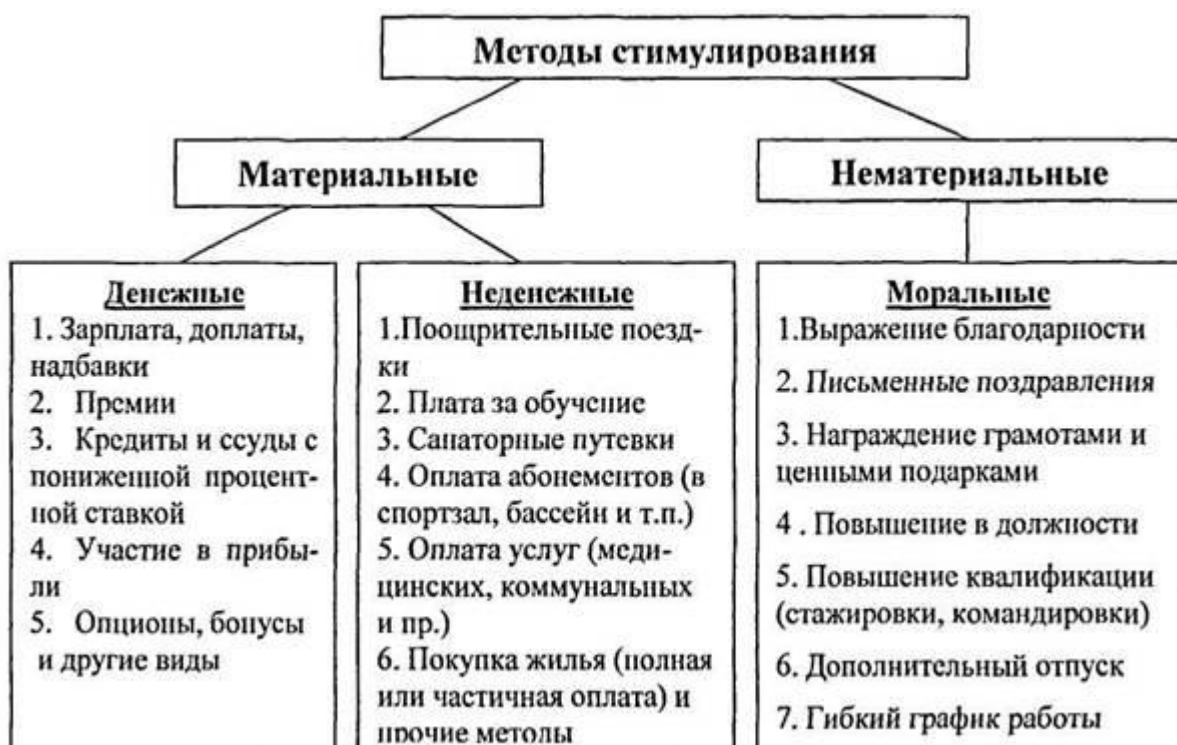 Методы стимулирования
Материальные
Нематериальные
Денежные
1. Зарплата, доплаты,
надбавки
2. Премии
3. Кредиты и ссуды с
пониженной процент-
ной ставкой
4. Участие в прибы-
ли
5. Опционы, бонусы
и другие виды
Неденежные
1.Поощрительные поезд-
ки
2. Плата за обучение
3. Санаторные путевки
4. Оплата абонементов (в
спортзал, бассейн и т.п.)
5. Оплата услуг (меди-
цинских, коммунальных
и пр.)
6. Покупка жилья (полная
или частичная оплата) и
прочие методы
Моральные
1.Выражение благодарности
2. Письменные поздравления
3. Награждение грамотами и
ценными подарками
4 . Повышение в должности
5. Повышение квалификации
(стажировки, командировки)
6. Дополнительный отпуск
7. Гибкий график работы